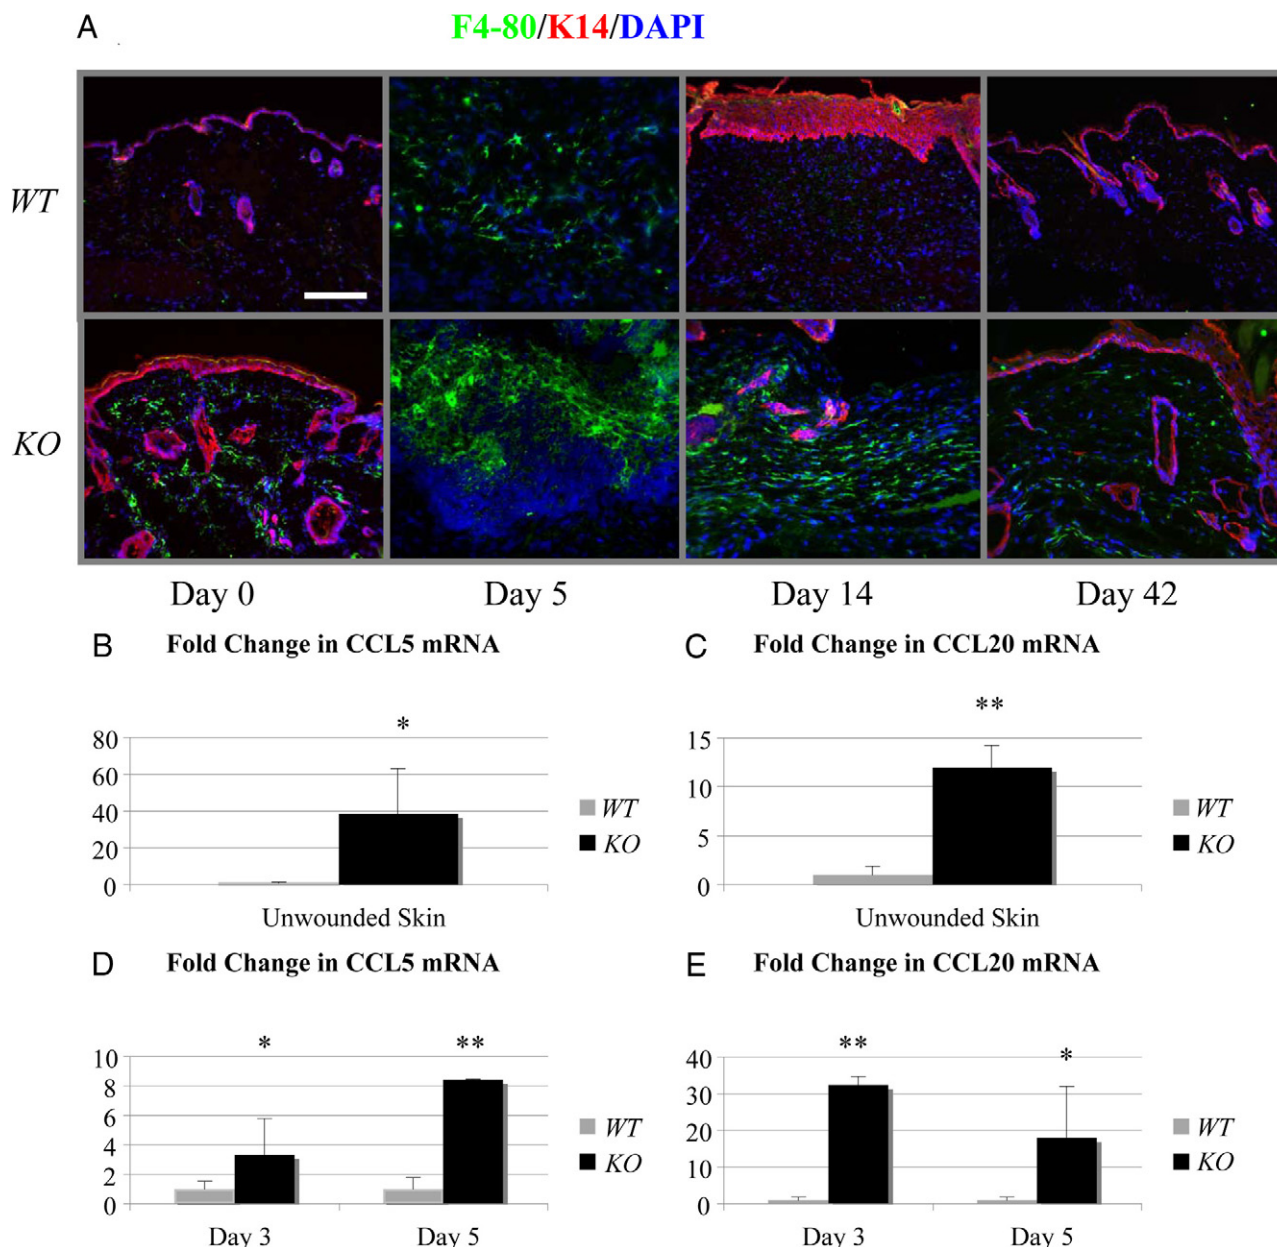 A
F4-80/K14/DAPI
WT
KO
Day 0 Day 5 Day 14 Day 42
B Fold Change in CCL5 mRNA
80
60
40
20
0
*
WT
KO
Unwounded Skin
C Fold Change in CCL20 mRNA
15
10
5
0
**
WT
KO
Unwounded Skin
D Fold Change in CCL5 mRNA
10
8
6
4
2
0
* **
WT
KO
Day 3 Day 5
E Fold Change in CCL20 mRNA
40
30
20
10
0
** *
WT
KO
Day 3 Day 5